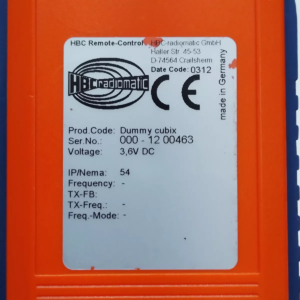 HBC Remote-Control HBC-radiomatic GmbH
Haller Str. 45-53
D-74564 Crailsheim
Date Code: 0312
HBC radiomatic
CE
made in Germany
Prod.Code: Dummy cubix
Ser.No.: 000 - 12 00463
Voltage: 3,6V DC
IP/Nema: 54
Frequency: -
TX-FB: -
TX-Freq.: -
Freq.-Mode: -